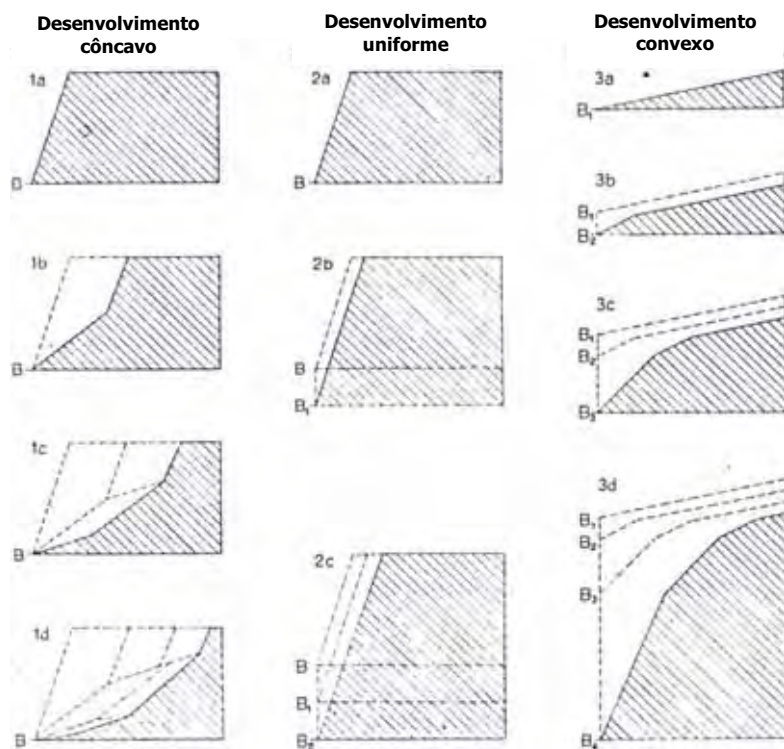 Desenvolvimento
côncavo
1a
B
1b
B
1c
B
1d
B
Desenvolvimento
uniforme
2a
B
2b
B
B₁
2c
B
B₁
B₂
Desenvolvimento
convexo
3a
B₁
3b
B₁
B₂
3c
B₁
B₂
B₃
3d
B₁
B₂
B₃
B₄